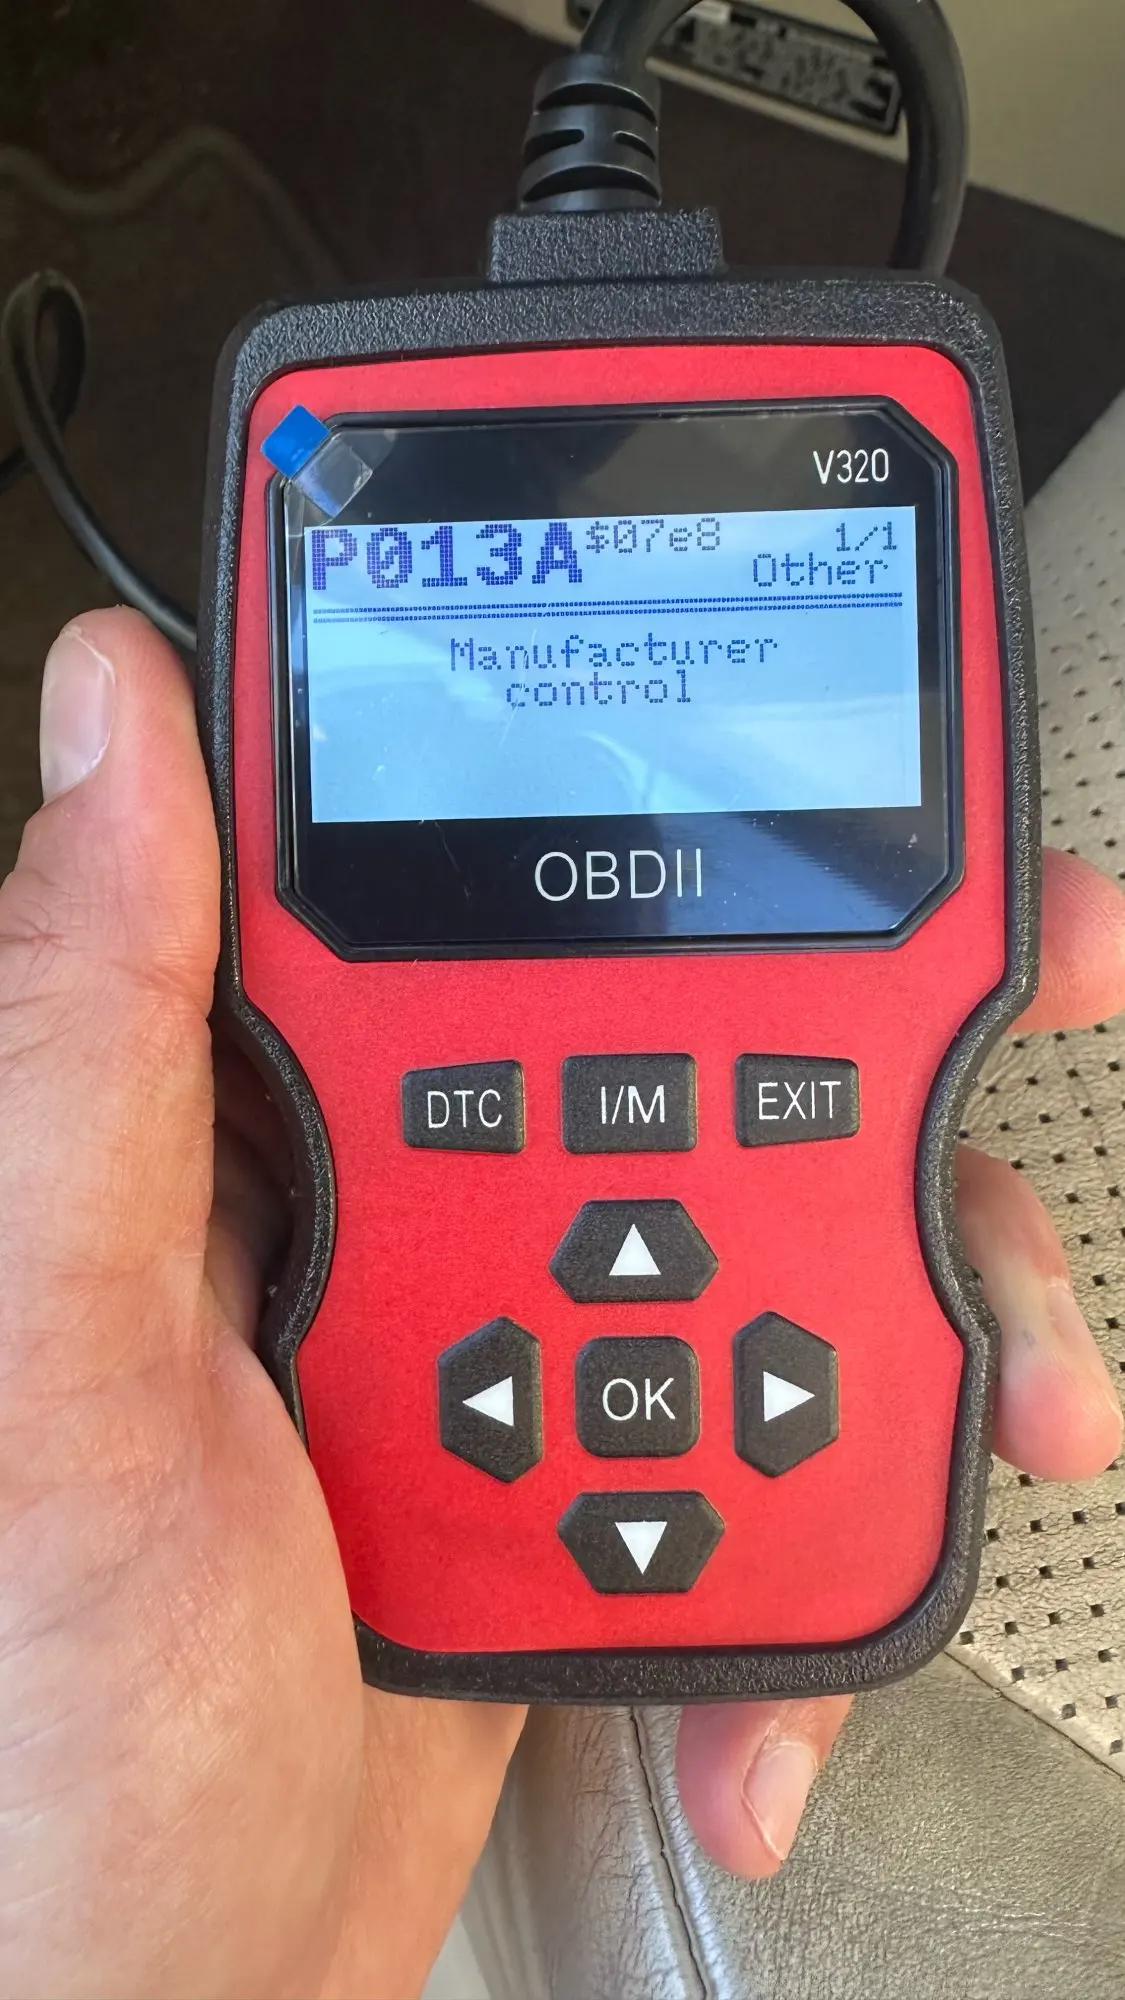 V320
P013A $07e8 1/1
Other
Manufacturer
control
OBDII
DTC I/M EXIT
OK